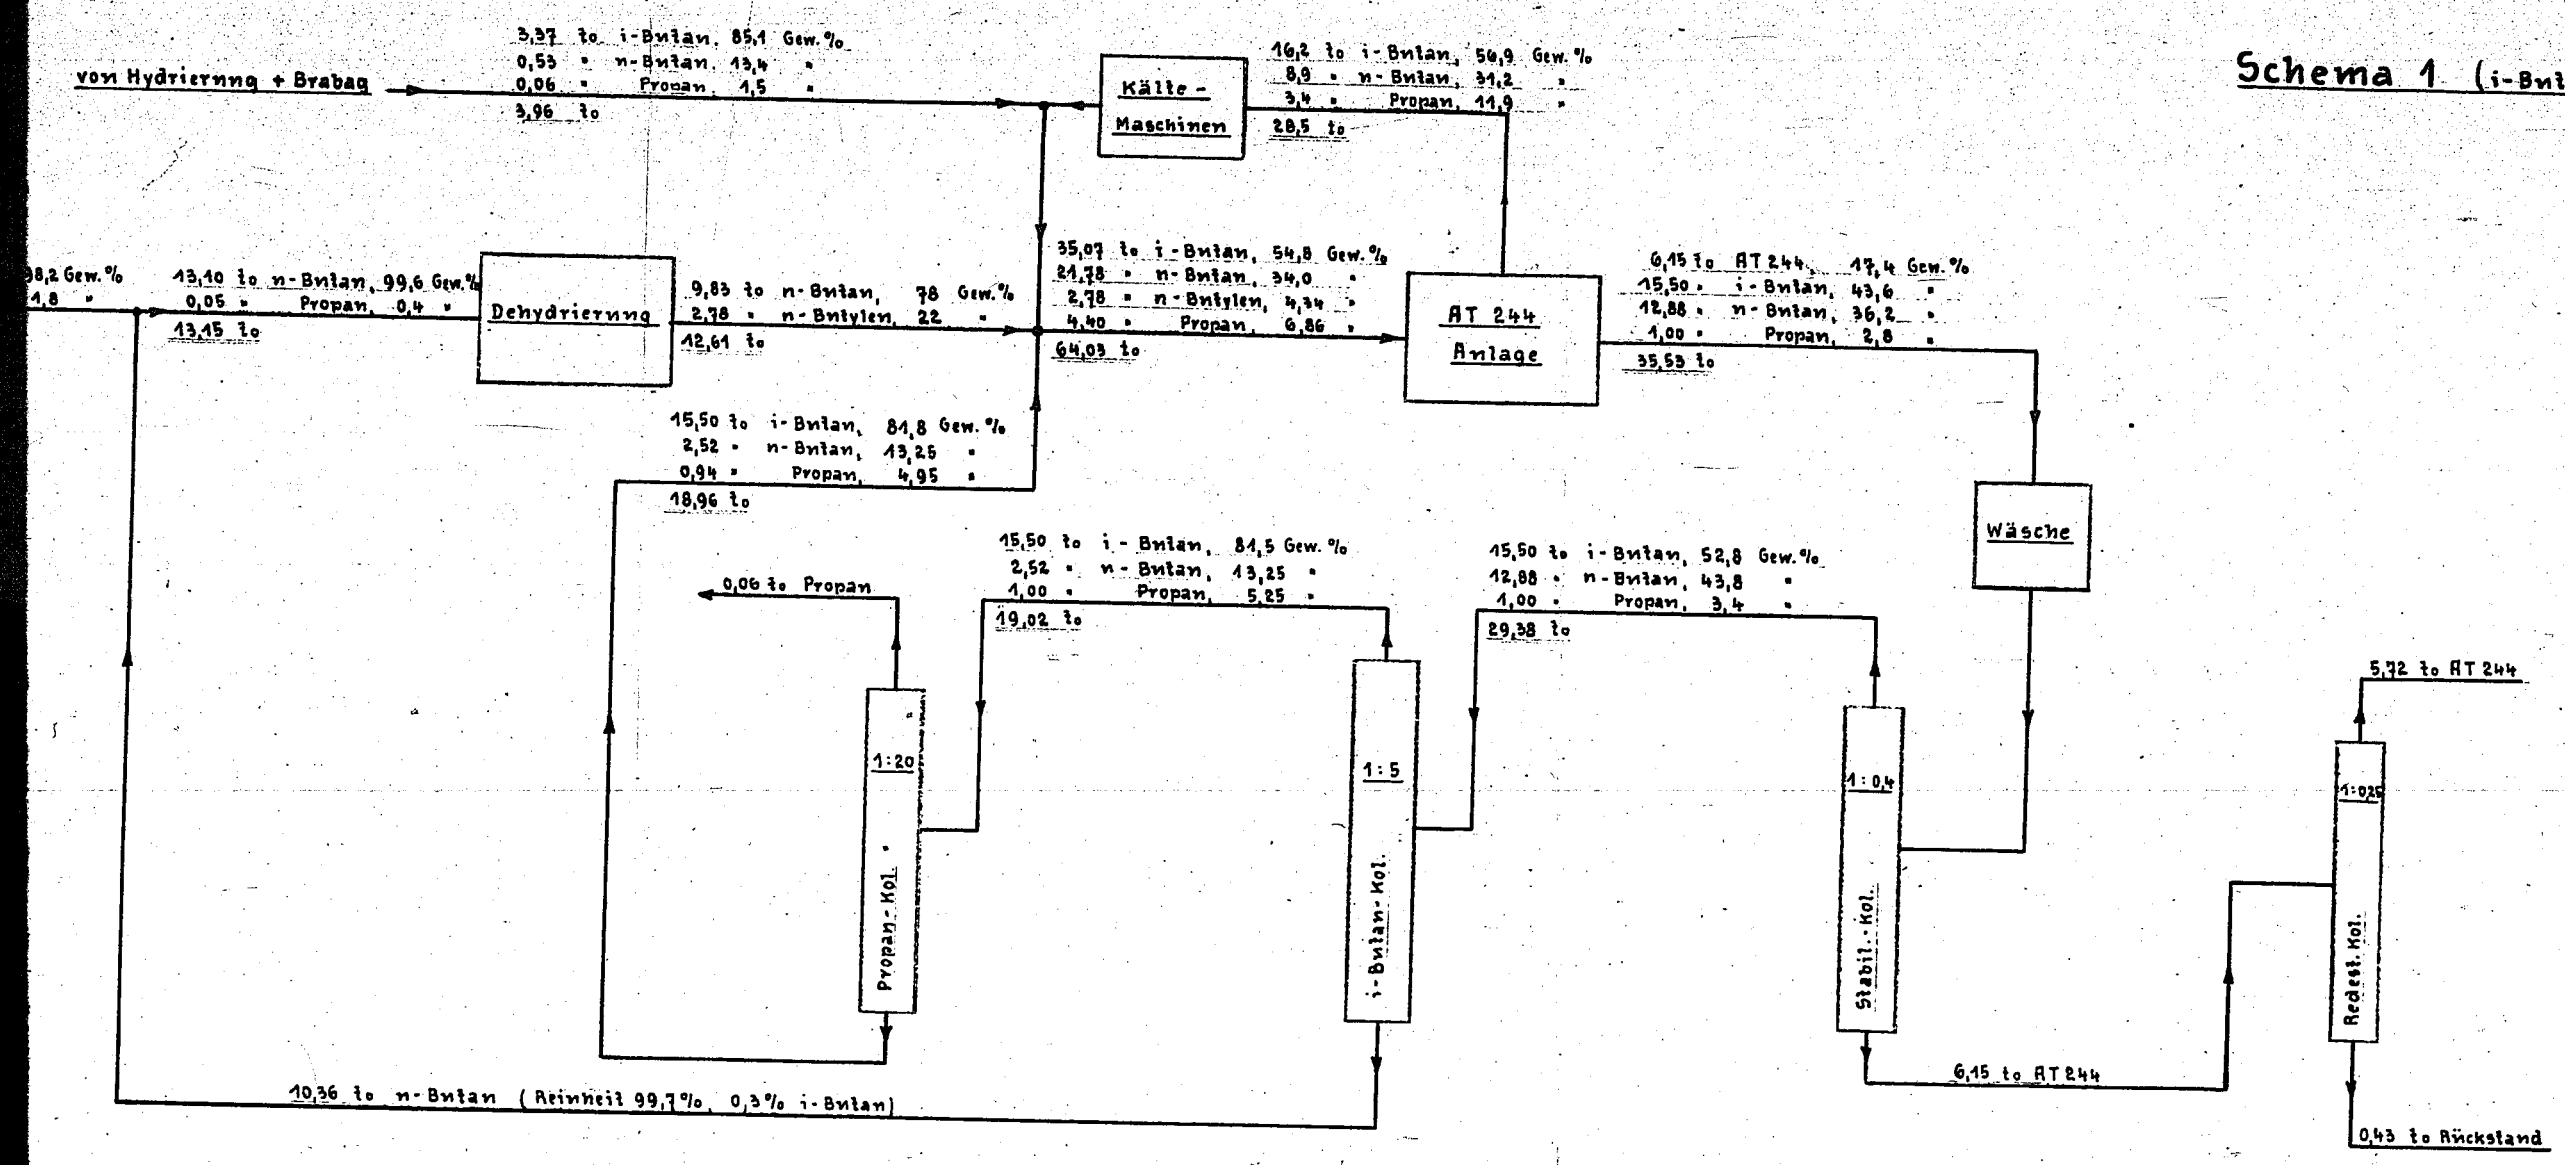 Schema 1 (i-But
von Hydrierung + Brabag
3,37 to i-Butan, 85,1 Gew.%
0,53 " n-Butan, 13,4 "
0,06 " Propan, 1,5 "
3,96 to
Kälte-
Maschinen
16,2 to i-Butan, 56,9 Gew.%
8,9 " n-Butan, 31,2 "
3,4 " Propan, 11,9 "
28,5 to
98,2 Gew.%
1,8 "
13,10 to n-Butan, 99,6 Gew.%
0,05 " Propan, 0,4 "
13,15 to
Dehydrierung
9,83 to n-Butan, 78 Gew.%
2,78 " n-Butylen, 22 "
12,61 to
35,07 to i-Butan, 54,8 Gew.%
21,78 " n-Butan, 34,0 "
2,78 " n-Butylen, 4,34 "
4,40 " Propan, 6,86 "
64,03 to
AT 244
Anlage
6,15 to AT 244, 17,4 Gew.%
15,50 " i-Butan, 43,6 "
12,88 " n-Butan, 36,2 "
1,00 " Propan, 2,8 "
35,53 to
15,50 to i-Butan, 81,8 Gew.%
2,52 " n-Butan, 13,25 "
0,94 " Propan, 4,95 "
18,96 to
Wäsche
0,06 to Propan
15,50 to i-Butan, 81,5 Gew.%
2,52 " n-Butan, 13,25 "
1,00 " Propan, 5,25 "
19,02 to
15,50 to i-Butan, 52,8 Gew.%
12,88 " n-Butan, 43,8 "
1,00 " Propan, 3,4 "
29,38 to
1:20
Propan-Kol.
1:5
i-Butan-Kol.
1:0,4
Stabil.-Kol.
5,72 to AT 244
1:0,25
Redest. Kol.
6,15 to AT 244
10,36 to n-Butan (Reinheit 99,7%, 0,3% i-Butan)
0,43 to Rückstand